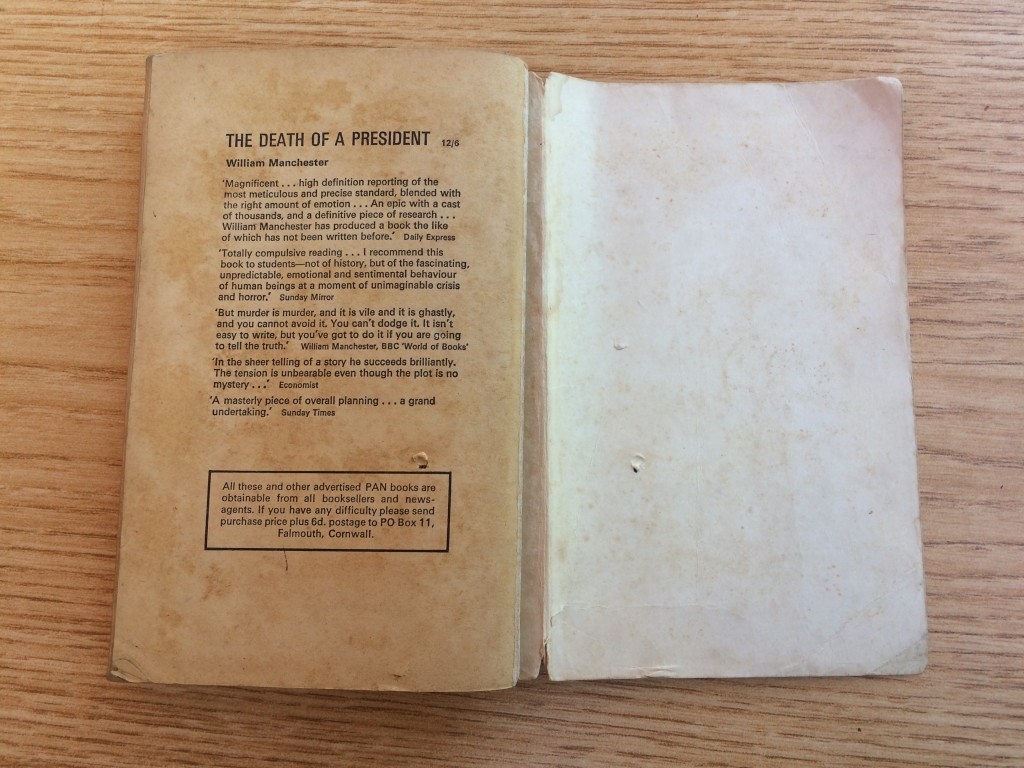 THE DEATH OF A PRESIDENT 12/6
William Manchester
'Magnificent . . . high definition reporting of the
most meticulous and precise standard, blended with
the right amount of emotion . . . An epic with a cast
of thousands, and a definitive piece of research . . .
William Manchester has produced a book the like
of which has not been written before.' Daily Express
'Totally compulsive reading . . . I recommend this
book to students—not of history, but of the fascinating,
unpredictable, emotional and sentimental behaviour
of human beings at a moment of unimaginable crisis
and horror.' Sunday Mirror
'But murder is murder, and it is vile and it is ghastly,
and you cannot avoid it. You can't dodge it. It isn't
easy to write, but you've got to do it if you are going
to tell the truth.' William Manchester, BBC 'World of Books'
'In the sheer telling of a story he succeeds brilliantly.
The tension is unbearable even though the plot is no
mystery . . .' Economist
'A masterly piece of overall planning . . . a grand
undertaking.' Sunday Times
All these and other advertised PAN books are
obtainable from all booksellers and news-
agents. If you have any difficulty please send
purchase price plus 6d. postage to PO Box 11,
Falmouth, Cornwall.